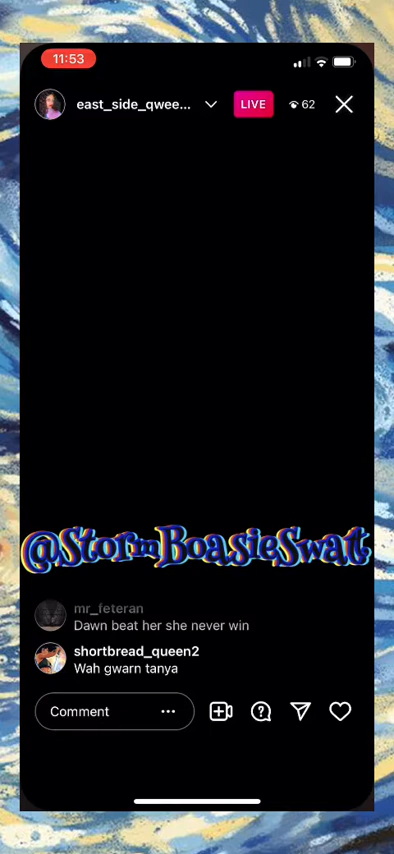 11:53
east_side_qwee... LIVE 62
@StormBoasieSwatt
mr_feteran
Dawn beat her she never win
shortbread_queen2
Wah gwarn tanya
Comment ...